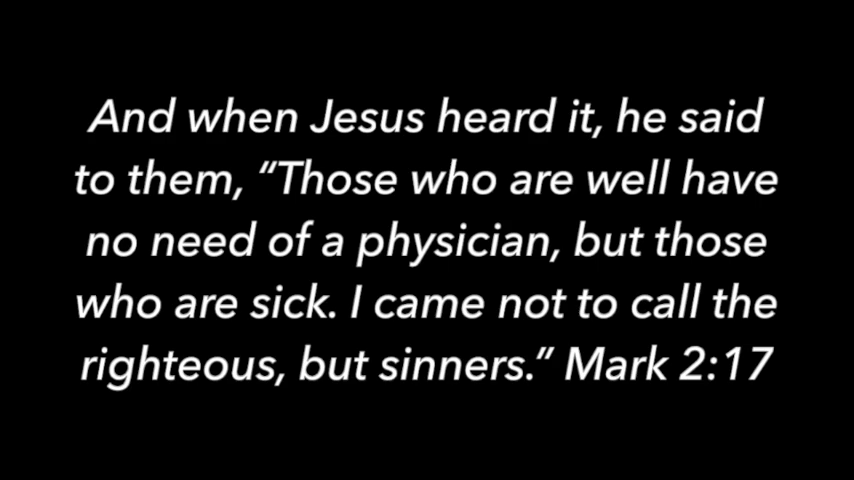 And when Jesus heard it, he said
to them, “Those who are well have
no need of a physician, but those
who are sick. I came not to call the
righteous, but sinners.” Mark 2:17